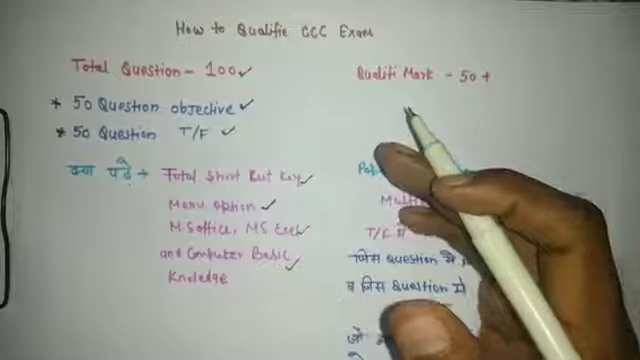 How to Qualifie CCC Exam
Total Question - 100 ✓
* 50 Question objective ✓
* 50 Question T/F ✓
क्या पढ़े → Total Short Cut Key ✓
Menu option ✓
M.S office, MS Excel ✓
and Computer Basic ✓
Knoledge
Qualifi Mark - 50 +
T/F में
जिस Question में
व जिस Question में
जो